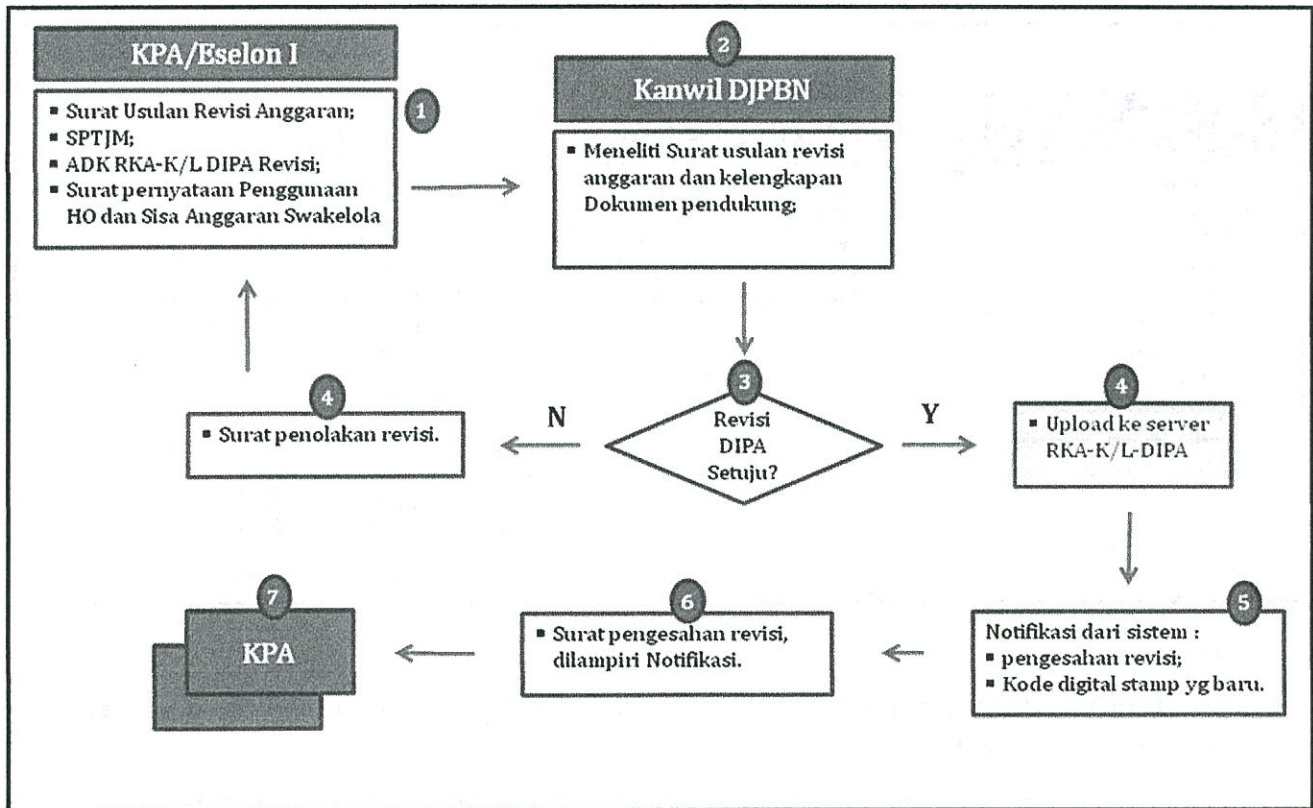 KPA/Eselon I
1
▪ Surat Usulan Revisi Anggaran;
▪ SPTJM;
▪ ADK RKA-K/L DIPA Revisi;
▪ Surat pernyataan Penggunaan
HO dan Sisa Anggaran Swakelola
2
Kanwil DJPBN
▪ Meneliti Surat usulan revisi
anggaran dan kelengkapan
Dokumen pendukung;
3
Revisi
DIPA
Setuju?
N
Y
4
▪ Surat penolakan revisi.
4
▪ Upload ke server
RKA-K/L-DIPA
5
Notifikasi dari sistem :
▪ pengesahan revisi;
▪ Kode digital stamp yg baru.
6
▪ Surat pengesahan revisi,
dilampiri Notifikasi.
7
KPA